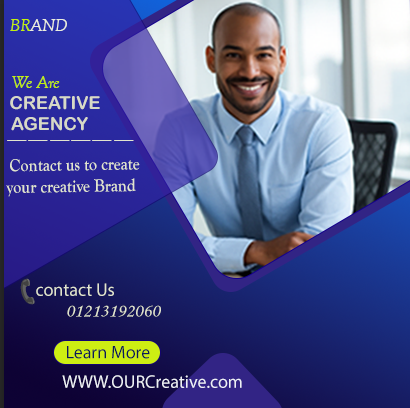 BRAND
We Are
CREATIVE
AGENCY
Contact us to create
your creative Brand
contact Us
01213192060
Learn More
WWW.OURCreative.com